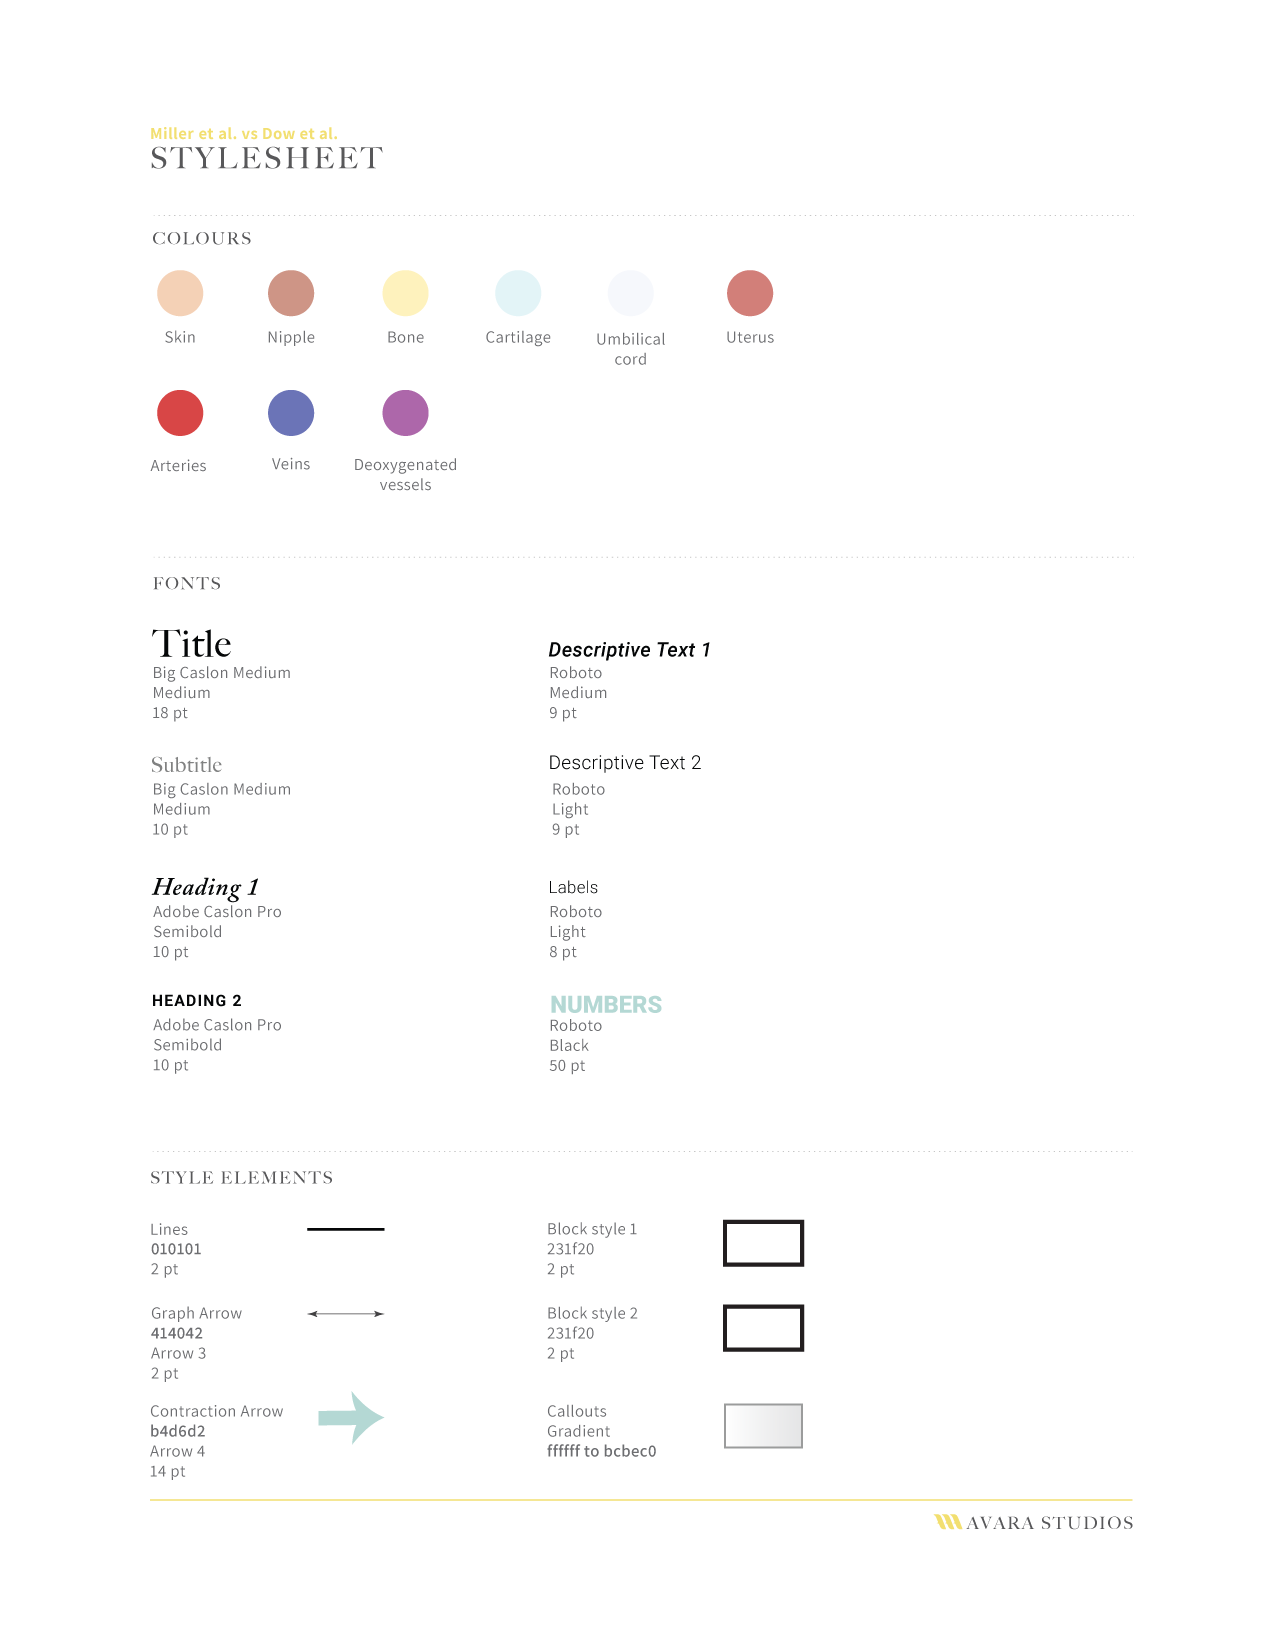 Miller et al. vs Dow et al.
STYLESHEET
COLOURS
Skin
Nipple
Bone
Cartilage
Umbilical
cord
Uterus
Arteries
Veins
Deoxygenated
vessels
FONTS
Title
Big Caslon Medium
Medium
18 pt
Subtitle
Big Caslon Medium
Medium
10 pt
Heading 1
Adobe Caslon Pro
Semibold
10 pt
HEADING 2
Adobe Caslon Pro
Semibold
10 pt
Descriptive Text 1
Roboto
Medium
9 pt
Descriptive Text 2
Roboto
Light
9 pt
Labels
Roboto
Light
8 pt
NUMBERS
Roboto
Black
50 pt
STYLE ELEMENTS
Lines
010101
2 pt
Graph Arrow
414042
Arrow 3
2 pt
Contraction Arrow
b4d6d2
Arrow 4
14 pt
Block style 1
231f20
2 pt
Block style 2
231f20
2 pt
Callouts
Gradient
ffffff to bcbec0
AVARA STUDIOS